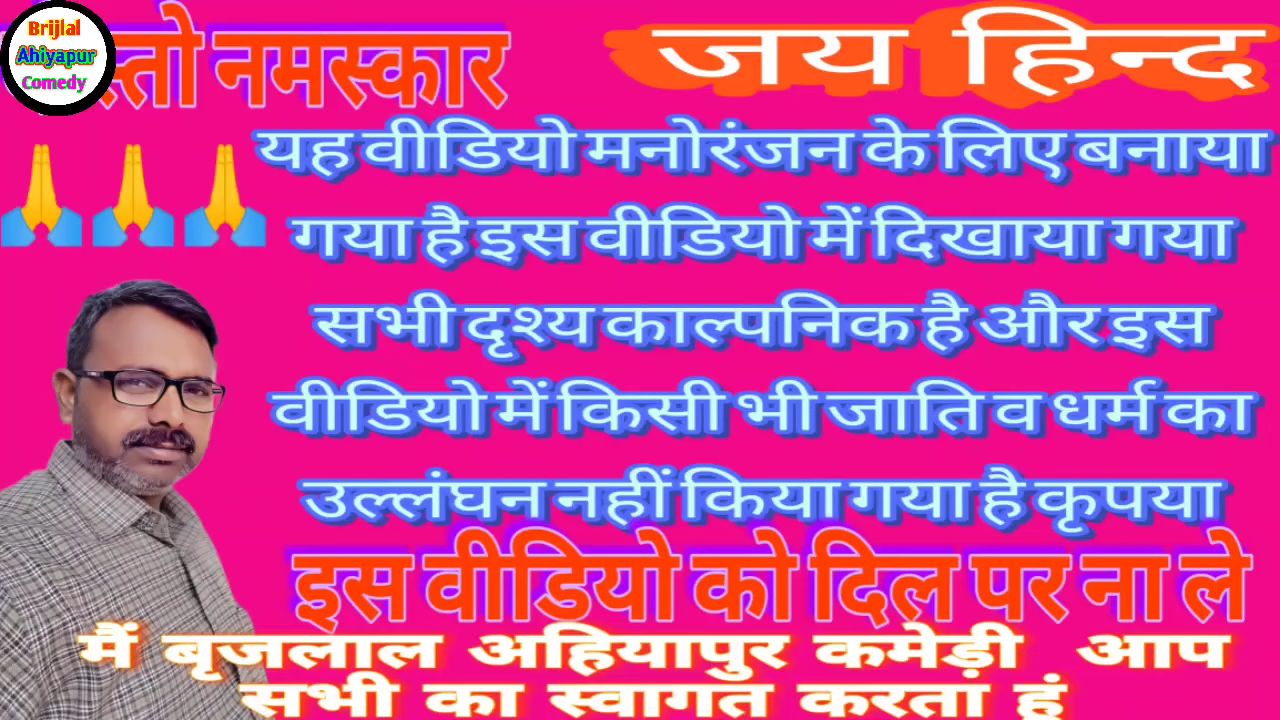 Brijlal
Ahiyapur
Comedy
स्तो नमस्कार
जय हिन्द
यह वीडियो मनोरंजन के लिए बनाया
गया है इस वीडियो में दिखाया गया
सभी दृश्य काल्पनिक है और इस
वीडियो में किसी भी जाति व धर्म का
उल्लंघन नहीं किया गया है कृपया
इस वीडियो को दिल पर ना ले
मैं बृजलाल अहियापुर कमेड़ी आप
सभी का स्वागत करता हूं